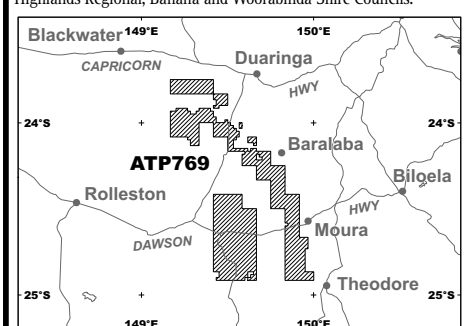 Highlands Regional, Banana and Woorabinda Shire Councils.
149°E 150°E
Blackwater
CAPRICORN
Duaringa
HWY
24°S 24°S
ATP769
Baralaba
Biloela
Rolleston
HWY
Moura
DAWSON
Theodore
25°S 25°S
149°E 150°E